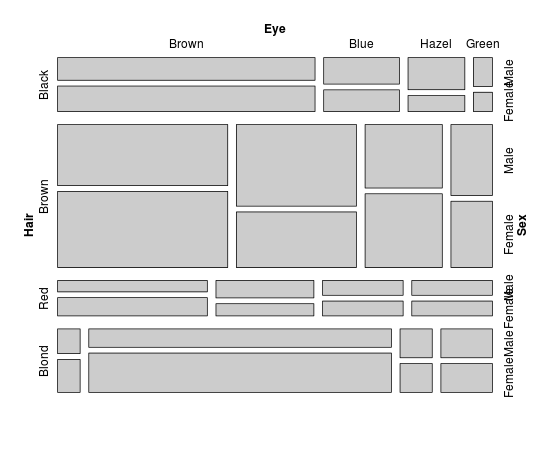 Eye
Brown Blue Hazel Green
Black
Male
Female
Brown
Male
Female
Hair
Sex
Red
Male
Female
Blond
Male
Female